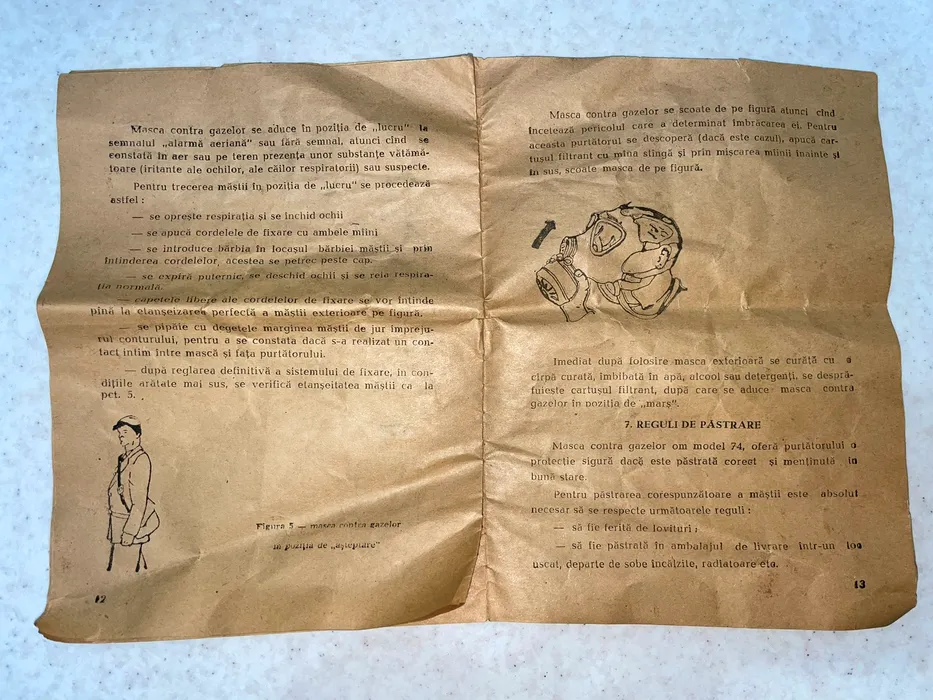 Masca contra gazelor se aduce în poziţia de „lucru" la
semnalul „alarmă aeriană" sau fără semnal, atunci cînd se
constată în aer sau pe teren prezenţa unor substanţe vătămă-
toare (iritante ale ochilor, ale căilor respiratorii) sau suspecte.
Pentru trecerea măştii în poziţia de „lucru" se procedează
astfel :
— se opreşte respiraţia şi se închid ochii
— se apucă cordelele de fixare cu ambele mîini
— se introduce bărbia în locaşul bărbiei măştii şi prin
întinderea cordelelor, acestea se petrec peste cap.
— se expiră puternic, se deschid ochii şi se reia respira-
ţia normală.
— capetele libere ale cordelelor de fixare se vor întinde
pînă la etanşeizarea perfectă a măştii exterioare pe figură.
— se pipăie cu degetele marginea măştii de jur împreju-
rul conturului, pentru a se constata dacă s-a realizat un con-
tact intim între mască şi faţa purtătorului.
— după reglarea definitivă a sistemului de fixare, în con-
diţiile arătate mai sus, se verifică etanşeitatea măştii ca la
pct. 5.
Figura 5 — masca contra gazelor
în poziţia de „aşteptare"
12
Masca contra gazelor se scoate de pe figură atunci cînd
încetează pericolul care a determinat îmbrăcarea ei. Pentru
aceasta purtătorul se descoperă (dacă este cazul), apucă car-
tuşul filtrant cu mîna stîngă şi prin mişcarea mîinii înainte şi
în sus, scoate masca de pe figură.
Imediat după folosire masca exterioară se curăţă cu o
cîrpă curată, îmbibată în apă, alcool sau detergenţi, se deşură-
fuieşte cartuşul filtrant, după care se aduce masca contra
gazelor în poziţia de „marş".
7. REGULI DE PĂSTRARE
Masca contra gazelor om model 74, oferă purtătorului o
protecţie sigură dacă este păstrată corect şi menţinută în
bună stare.
Pentru păstrarea corespunzătoare a măştii este absolut
necesar să se respecte următoarele reguli :
— să fie ferită de lovituri ;
— să fie păstrată în ambalajul de livrare într-un loc
uscat, departe de sobe încălzite, radiatoare etc.
13